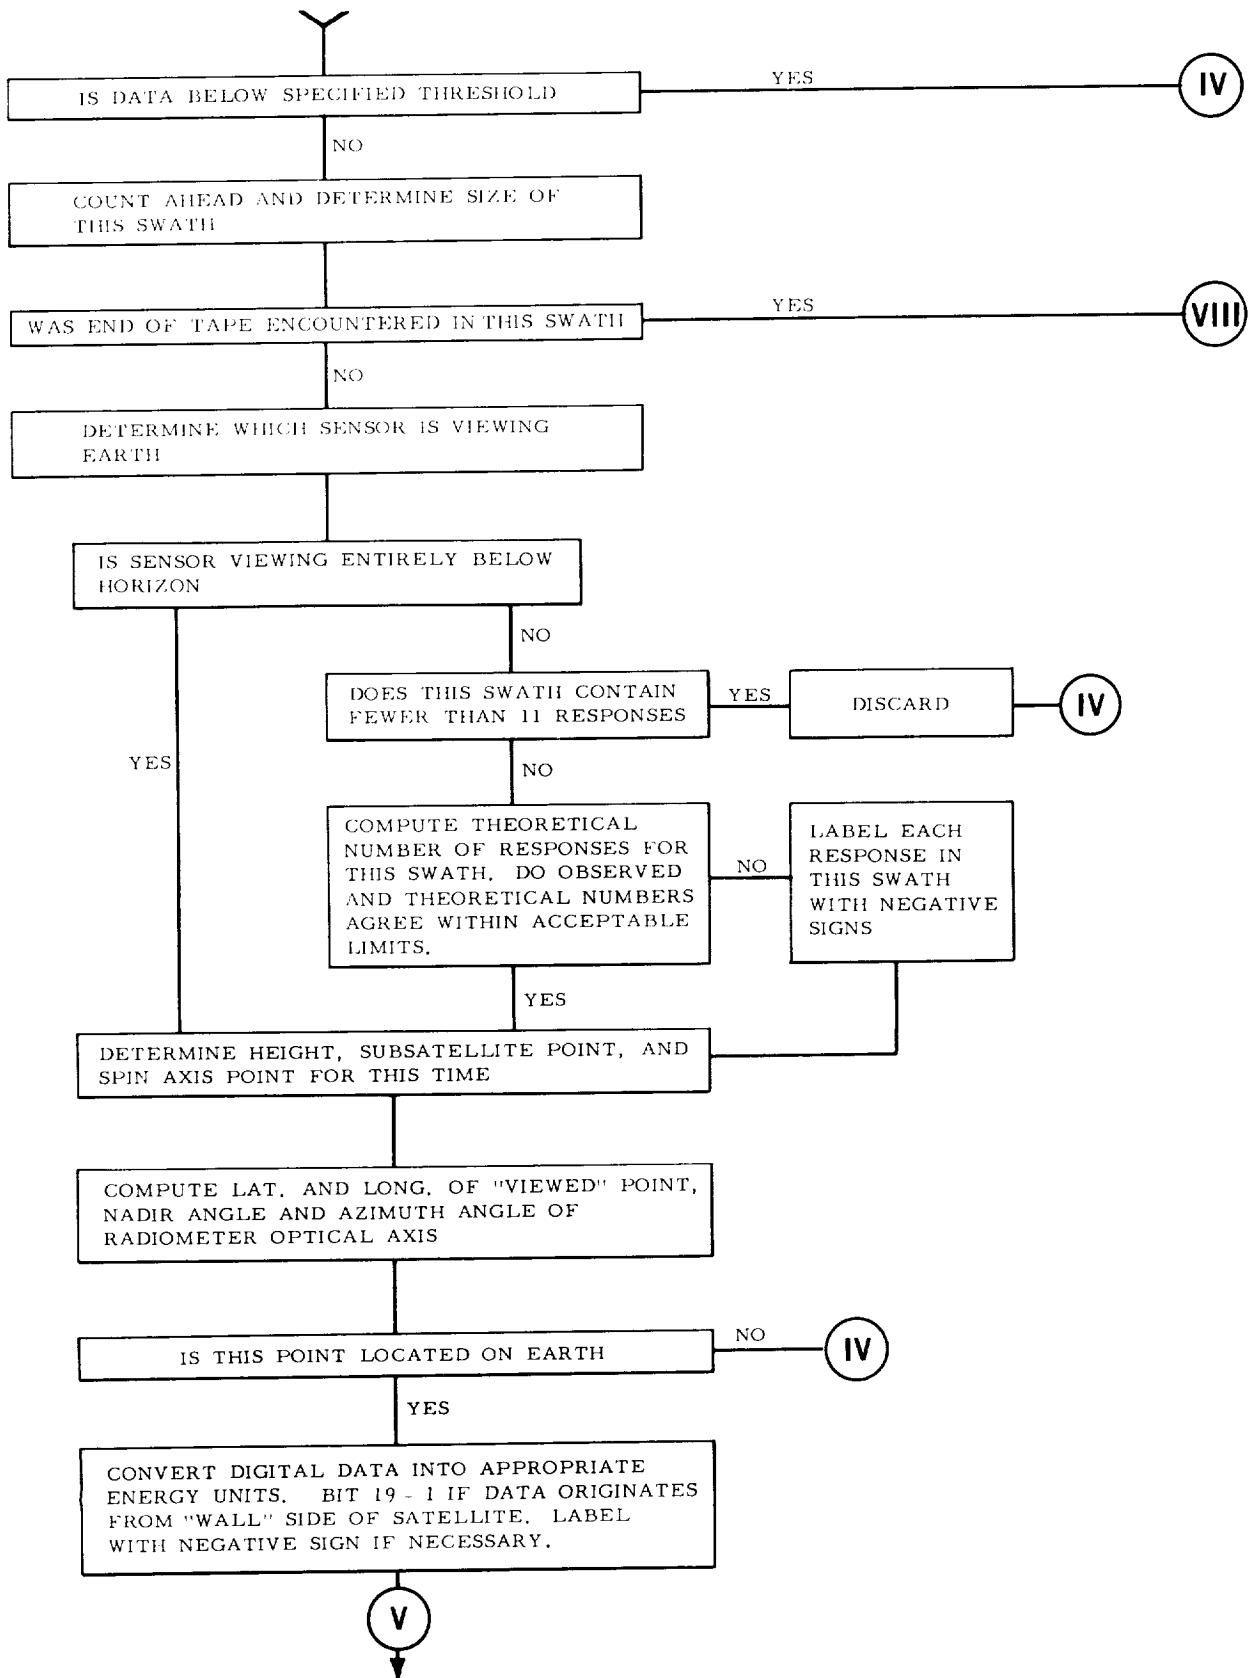 IS DATA BELOW SPECIFIED THRESHOLD
YES
IV
NO
COUNT AHEAD AND DETERMINE SIZE OF
THIS SWATH
WAS END OF TAPE ENCOUNTERED IN THIS SWATH
YES
VIII
NO
DETERMINE WHICH SENSOR IS VIEWING
EARTH
IS SENSOR VIEWING ENTIRELY BELOW
HORIZON
NO
DOES THIS SWATH CONTAIN
FEWER THAN 11 RESPONSES
YES
DISCARD
IV
YES
NO
COMPUTE THEORETICAL
NUMBER OF RESPONSES FOR
THIS SWATH. DO OBSERVED
AND THEORETICAL NUMBERS
AGREE WITHIN ACCEPTABLE
LIMITS.
NO
LABEL EACH
RESPONSE IN
THIS SWATH
WITH NEGATIVE
SIGNS
YES
DETERMINE HEIGHT, SUBSATELLITE POINT, AND
SPIN AXIS POINT FOR THIS TIME
COMPUTE LAT. AND LONG. OF "VIEWED" POINT,
NADIR ANGLE AND AZIMUTH ANGLE OF
RADIOMETER OPTICAL AXIS
IS THIS POINT LOCATED ON EARTH
NO
IV
YES
CONVERT DIGITAL DATA INTO APPROPRIATE
ENERGY UNITS. BIT 19 - 1 IF DATA ORIGINATES
FROM "WALL" SIDE OF SATELLITE. LABEL
WITH NEGATIVE SIGN IF NECESSARY.
V